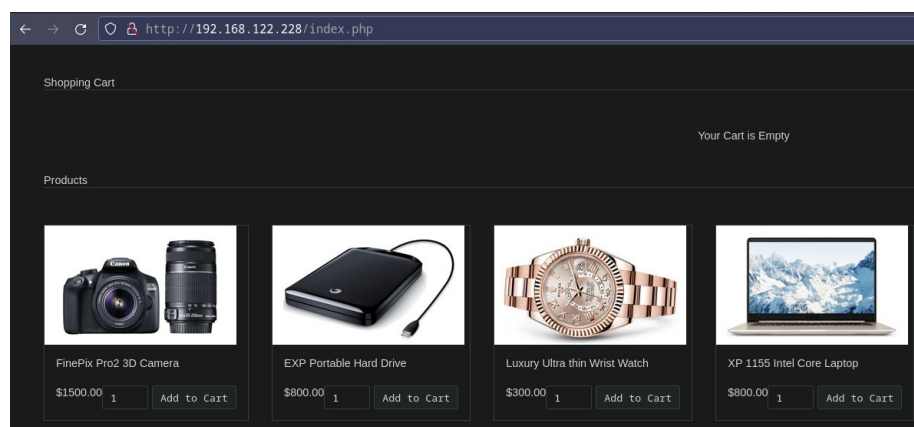 http://192.168.122.228/index.php
Shopping Cart
Your Cart is Empty
Products
Canon
FinePix Pro2 3D Camera
EXP Portable Hard Drive
Luxury Ultra thin Wrist Watch
XP 1155 Intel Core Laptop
$1500.00 1 Add to Cart
$800.00 1 Add to Cart
$300.00 1 Add to Cart
$800.00 1 Add to Cart